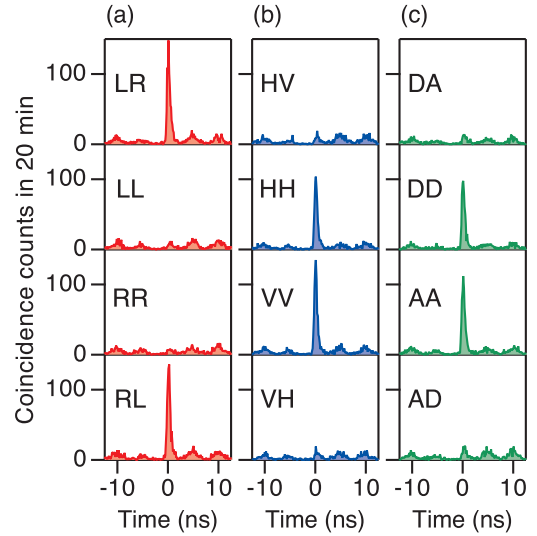 (a) (b) (c)
Coincidence counts in 20 min
100 LR HV DA
0
100 LL HH DD
0
100 RR VV AA
0
100 RL VH AD
0
-10 0 10 -10 0 10 -10 0 10
Time (ns) Time (ns) Time (ns)